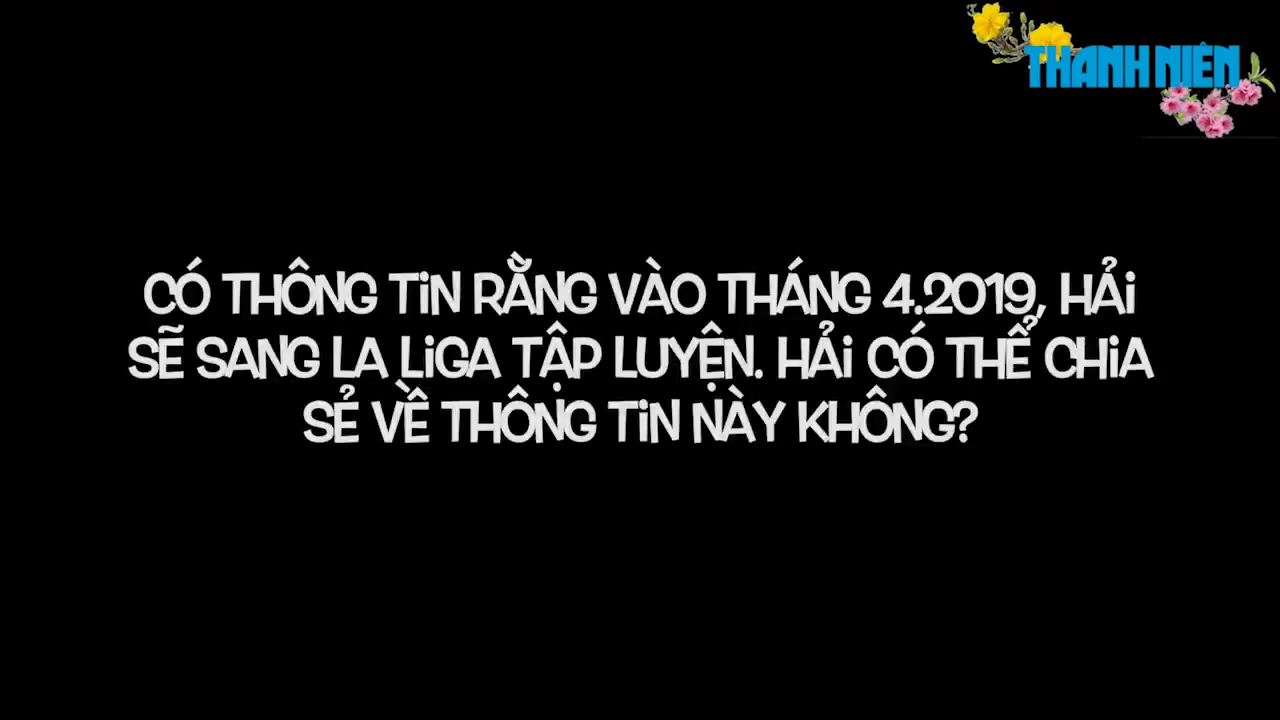 THANH NIÊN
CÓ THÔNG TiN RẰNG VÀO THÁNG 4.2019, HẢi
SẼ SANG LA LiGA TẬP LUYỆN. HẢi CÓ THỂ CHiA
SẺ VỀ THÔNG TiN NÀY KHÔNG?